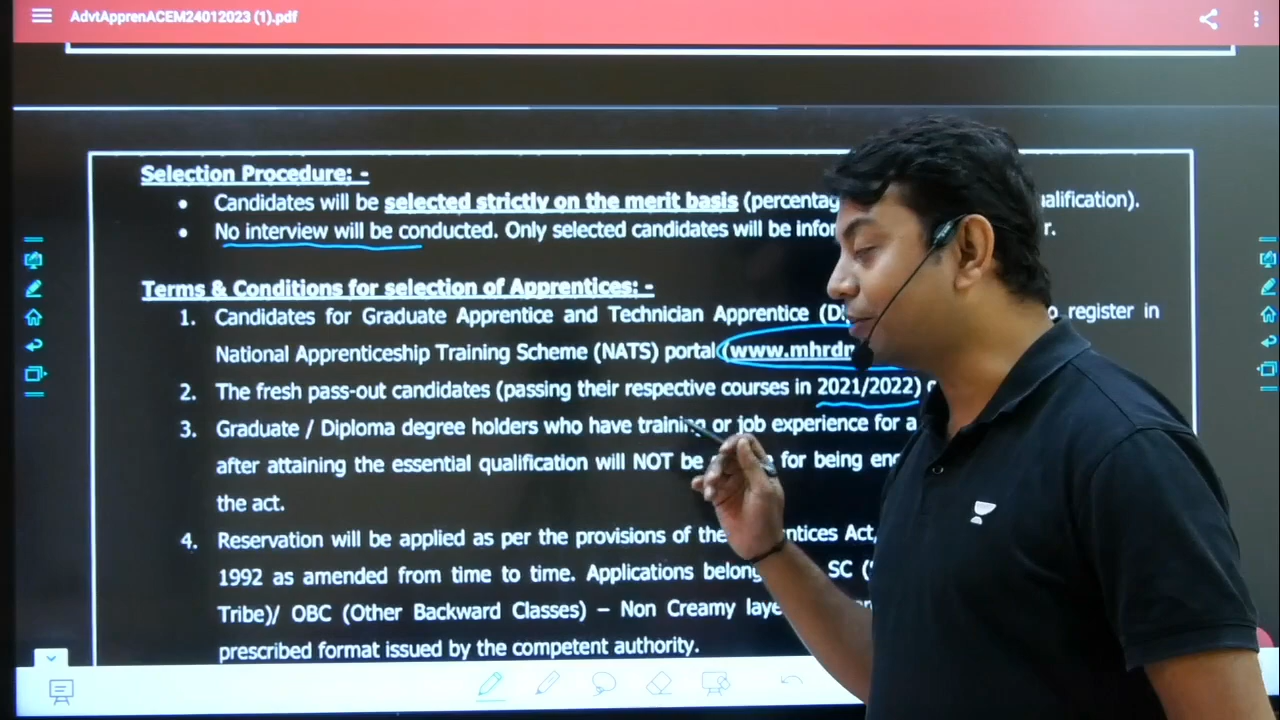 AdvtApprenACEM24012023 (1).pdf
Selection Procedure: -
• Candidates will be selected strictly on the merit basis (percentag ualification).
• No interview will be conducted. Only selected candidates will be infor r.
Terms & Conditions for selection of Apprentices: -
1. Candidates for Graduate Apprentice and Technician Apprentice (Di o register in
National Apprenticeship Training Scheme (NATS) portal (www.mhrdn
2. The fresh pass-out candidates (passing their respective courses in 2021/2022)
3. Graduate / Diploma degree holders who have training or job experience for a
after attaining the essential qualification will NOT be for being en
the act.
4. Reservation will be applied as per the provisions of the ntices Act,
1992 as amended from time to time. Applications belong SC (
Tribe)/ OBC (Other Backward Classes) – Non Creamy laye
prescribed format issued by the competent authority.